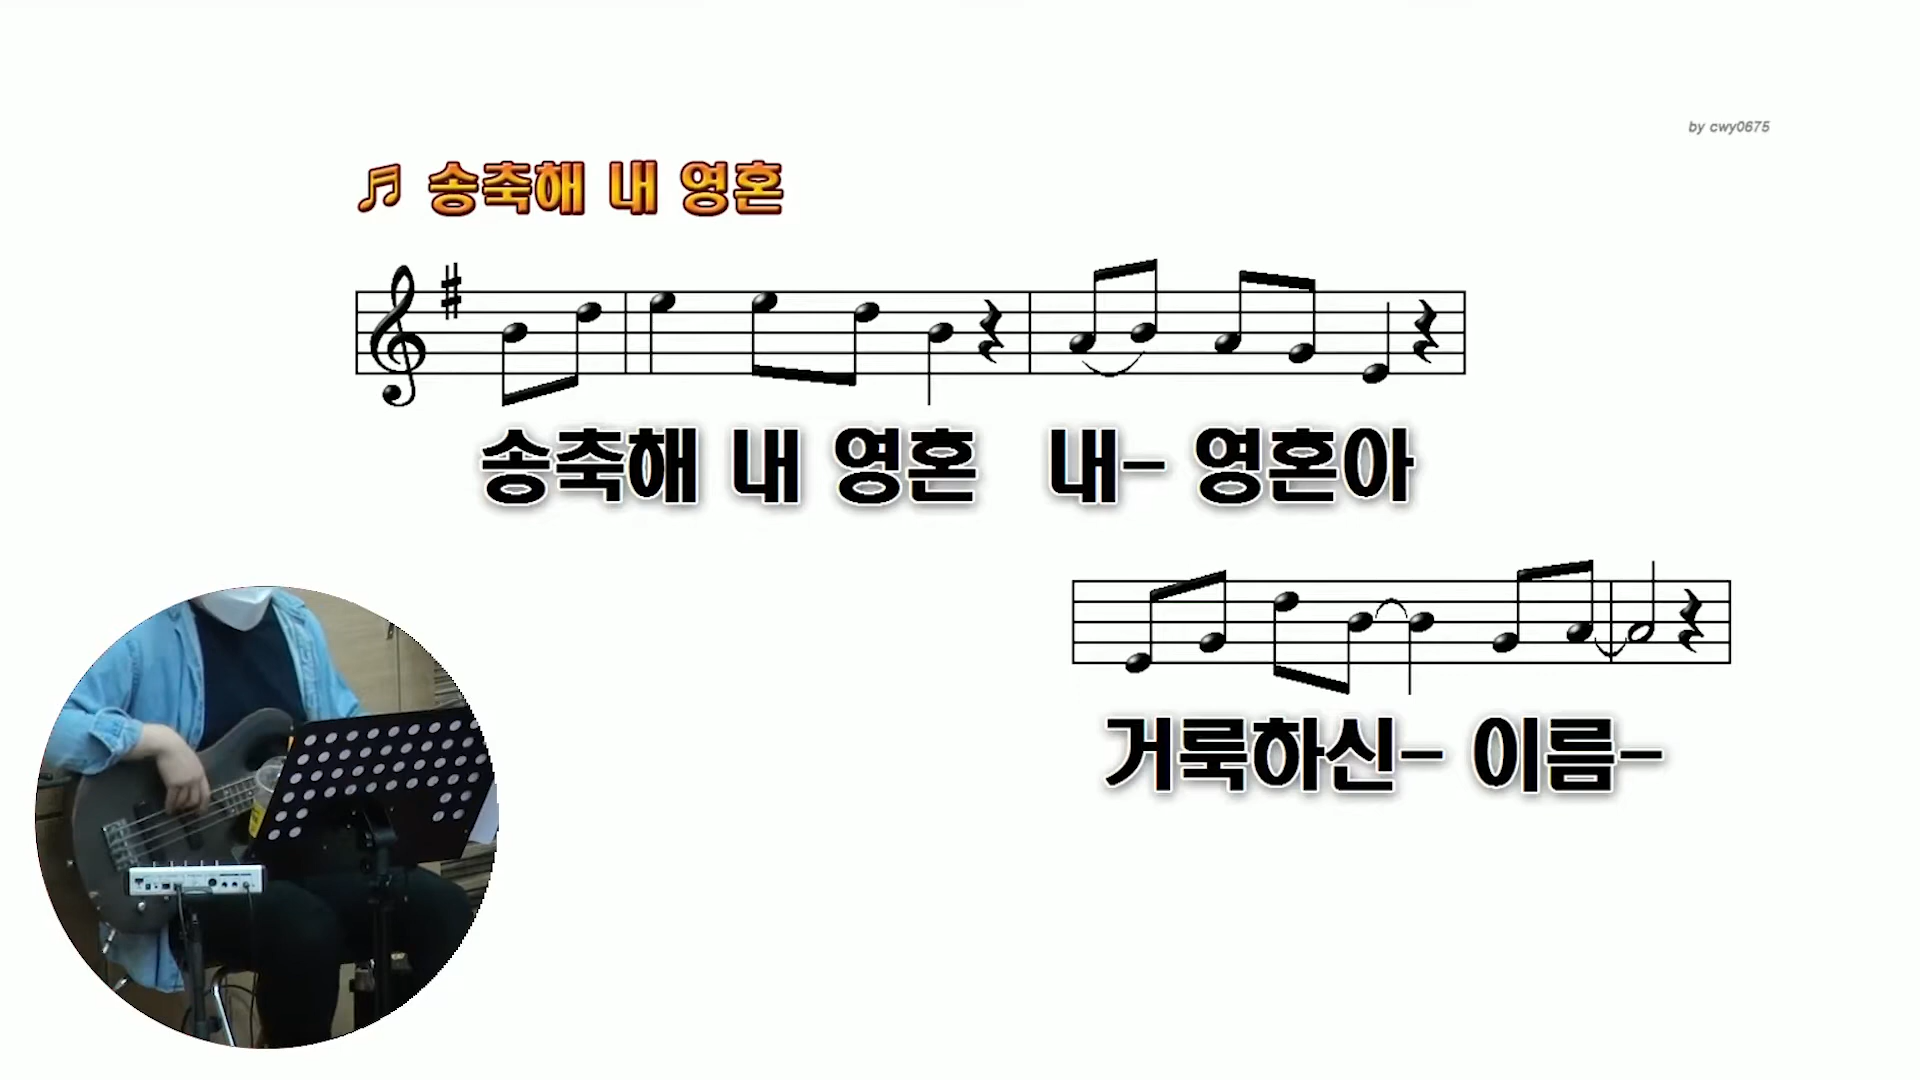 by cwy0675
송축해 내 영혼
송축해 내 영혼 내- 영혼아
거룩하신- 이름-